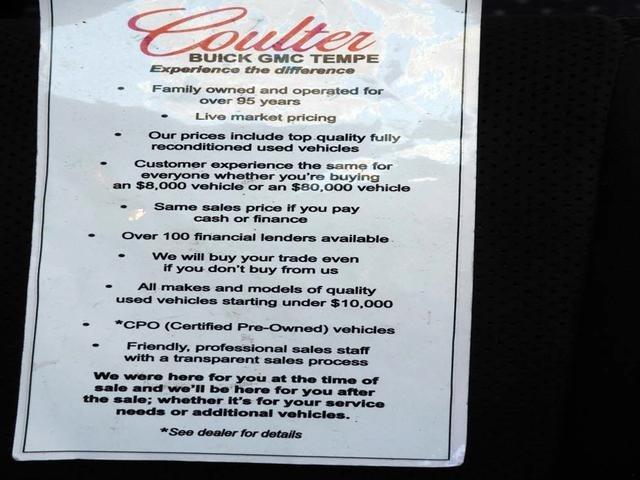 Coulter
BUICK GMC TEMPE
Experience the difference
• Family owned and operated for
over 95 years
• Live market pricing
• Our prices include top quality fully
reconditioned used vehicles
• Customer experience the same for
everyone whether you're buying
an $8,000 vehicle or an $80,000 vehicle
• Same sales price if you pay
cash or finance
• Over 100 financial lenders available
• We will buy your trade even
if you don't buy from us
• All makes and models of quality
used vehicles starting under $10,000
• *CPO (Certified Pre-Owned) vehicles
• Friendly, professional sales staff
with a transparent sales process
We were here for you at the time of
sale and we'll be here for you after
the sale; whether it's for your service
needs or additional vehicles.
*See dealer for details